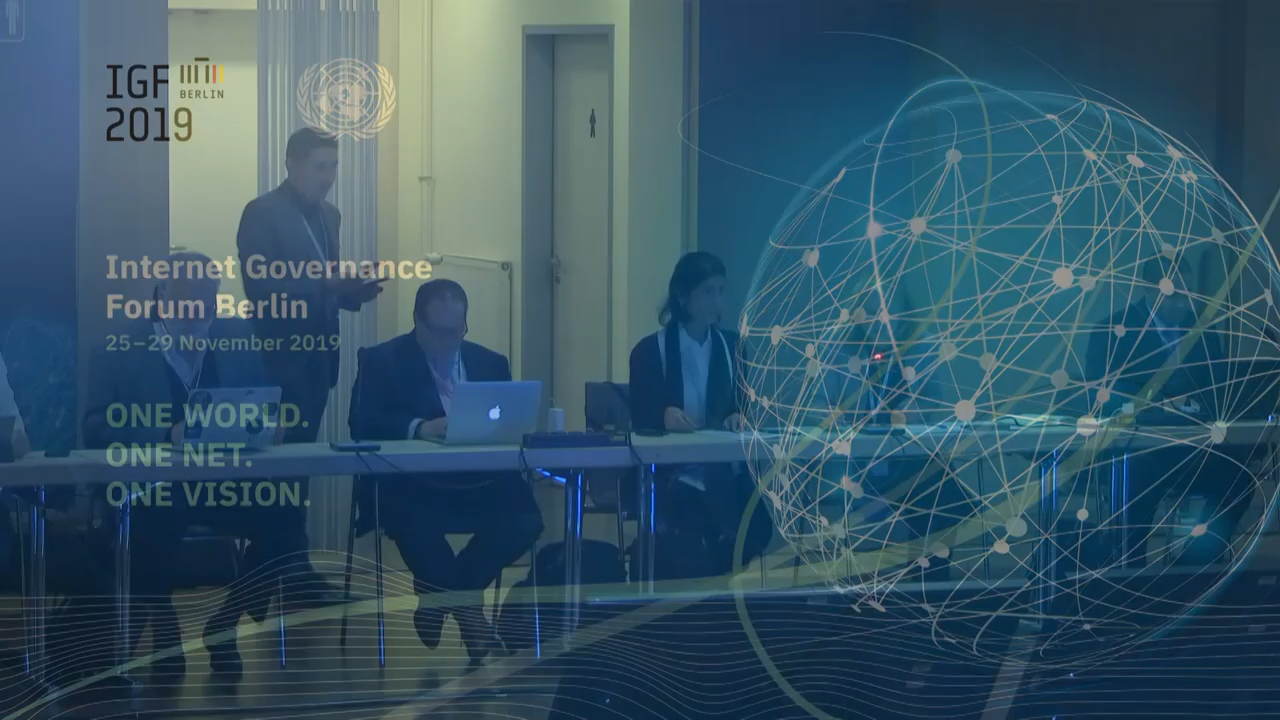 IGF
BERLIN
2019
Internet Governance
Forum Berlin
25–29 November 2019
ONE WORLD.
ONE NET.
ONE VISION.